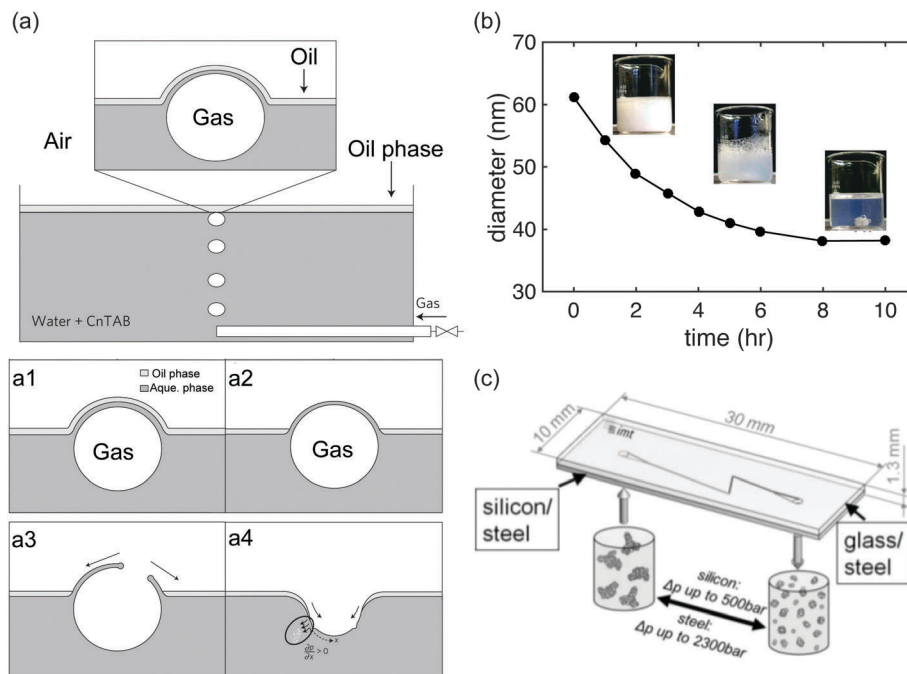 (a)
Oil
Gas
Air
Oil phase
Gas
Water + CnTAB
a1
Oil phase
Aque. phase
Gas
a2
Gas
a3
a4
x
∂p/∂x > 0
(b)
diameter (nm)
70
60
50
40
30
0 2 4 6 8 10
time (hr)
(c)
10 mm
30 mm
1.3 mm
imt
silicon/
steel
glass/
steel
silicon:
Δp up to 500bar
steel:
Δp up to 2300bar